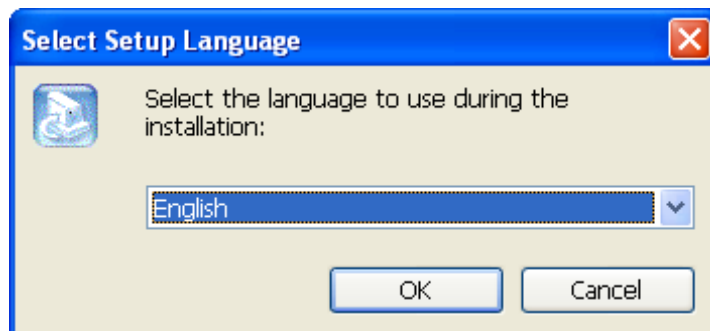 Select Setup Language
Select the language to use during the
installation:
English
OK
Cancel